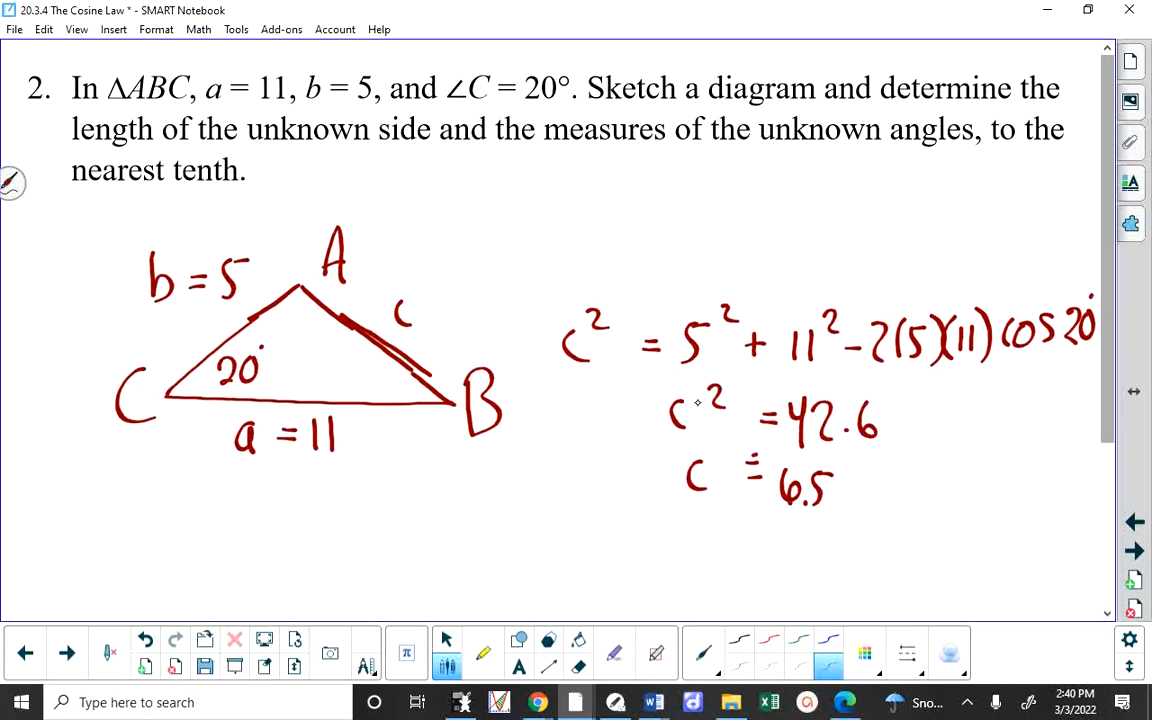 20.3.4 The Cosine Law * - SMART Notebook
File Edit View Insert Format Math Tools Add-ons Account Help
2. In ΔABC, a = 11, b = 5, and ∠C = 20°. Sketch a diagram and determine the
length of the unknown side and the measures of the unknown angles, to the
nearest tenth.
A
b = 5
c
20°
C
B
a = 11
c² = 5² + 11² - 2(5)(11) cos 20°
c² = 42.6
c ≐ 6.5
π
A
Type here to search
Sno...
2:40 PM
3/3/2022